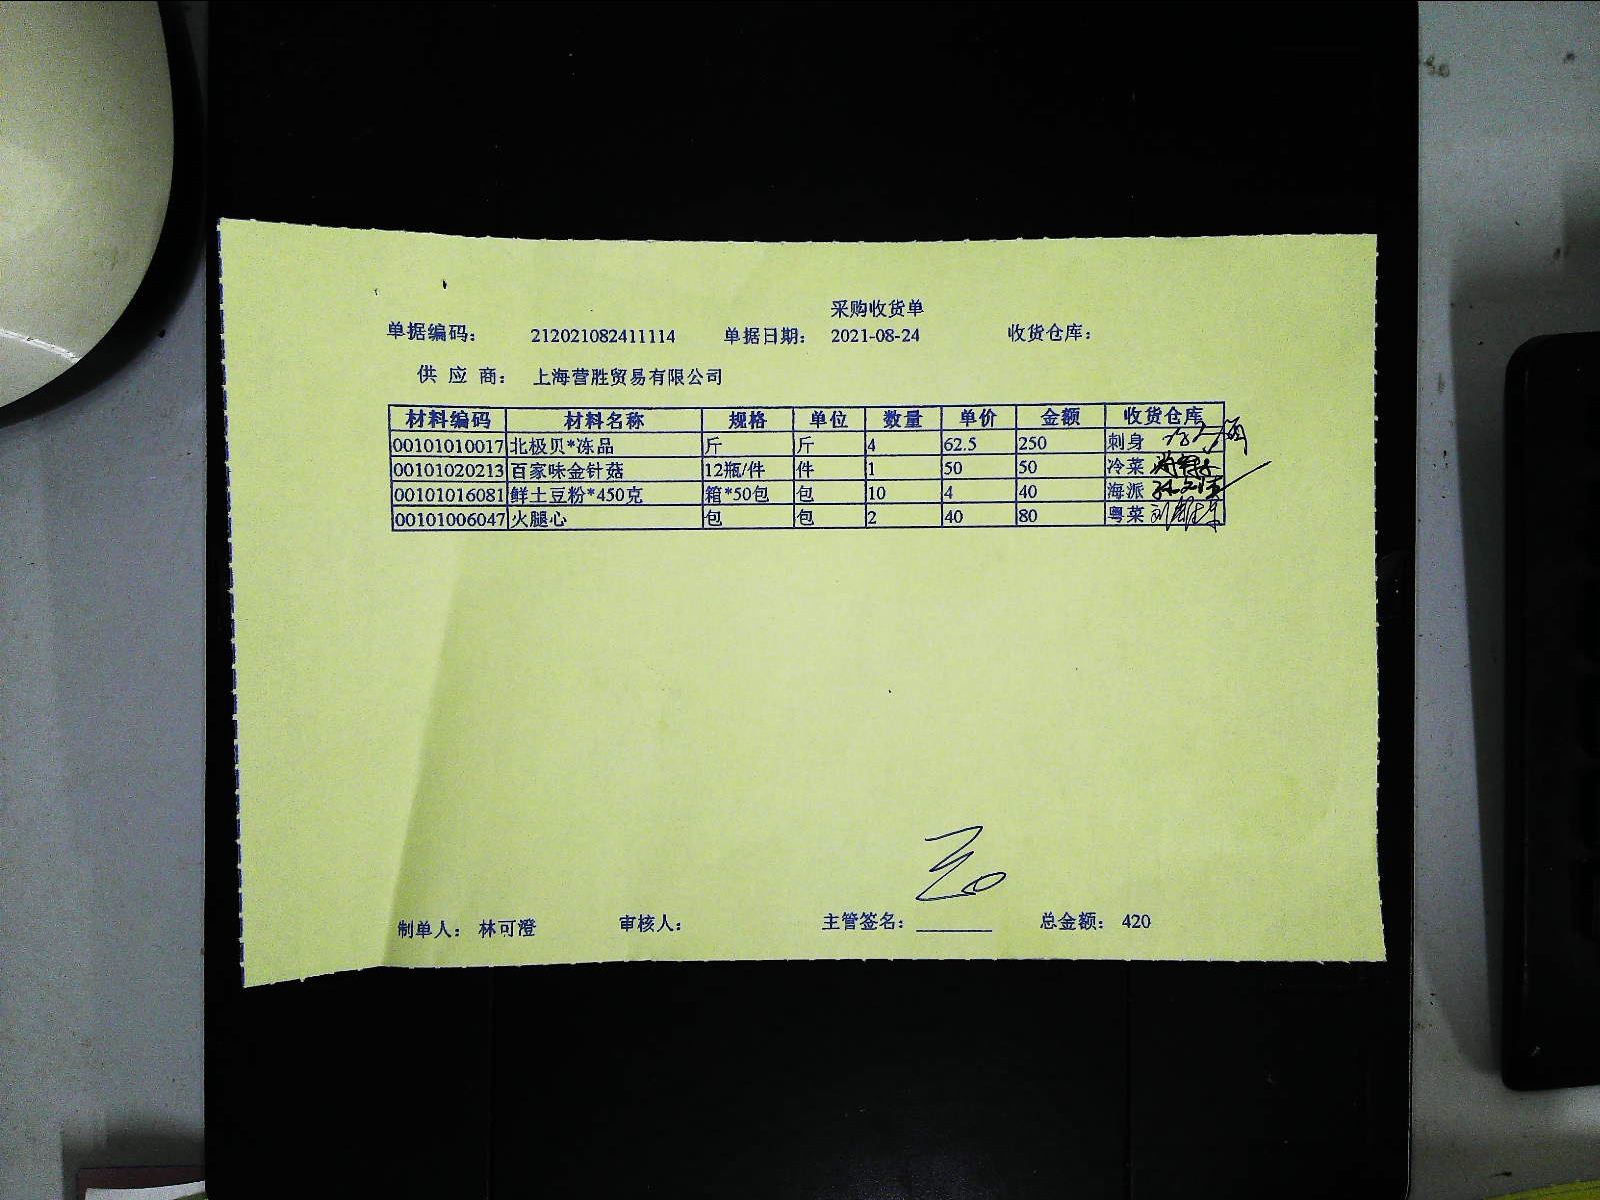 采购收货单
单据编码： 212021082411114 单据日期： 2021-08-24 收货仓库：
供 应 商： 上海营胜贸易有限公司
材料编码 材料名称 规格 单位 数量 单价 金额 收货仓库
00101010017 北极贝*冻品 斤 斤 4 62.5 250 刺身
00101020213 百家味金针菇 12瓶/件 件 1 50 50 冷菜
00101016081 鲜土豆粉*450克 箱*50包 包 10 4 40 海派
00101006047 火腿心 包 包 2 40 80 粤菜
制单人： 林可澄 审核人： 主管签名： 总金额： 420